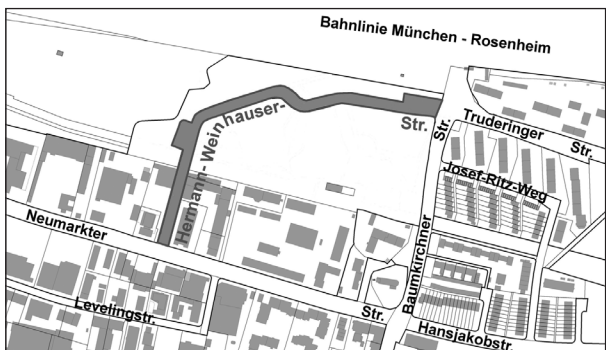 Bahnlinie München - Rosenheim
Hermann-Weinhauser-
Str.
Truderinger
Str.
Str.
Josef-Ritz-Weg
Neumarkter
Str.
Baumkirchner
Levelingstr.
Hansjakobstr.